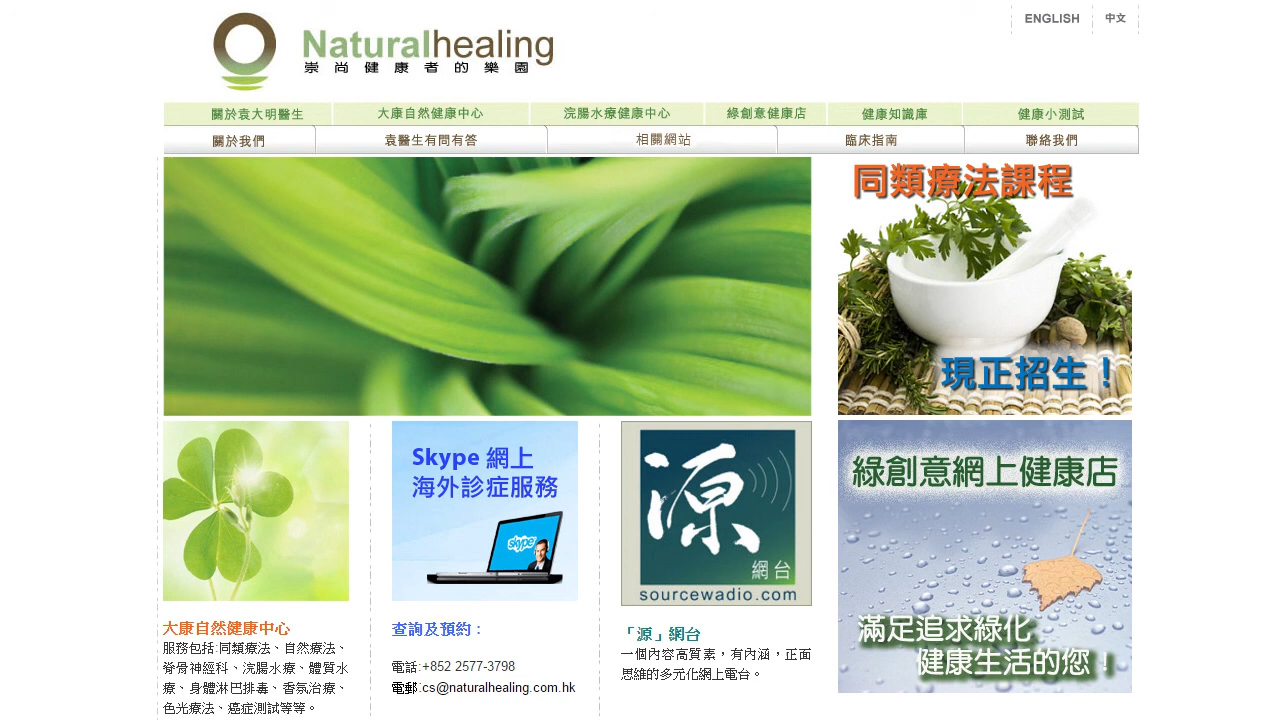 ENGLISH
中文
Naturalhealing
崇尚健康者的樂園
關於袁大明醫生
大康自然健康中心
浣腸水療健康中心
綠創意健康店
健康知識庫
健康小測試
關於我們
袁醫生有問有答
相關網站
臨床指南
聯絡我們
同類療法課程
現正招生！
Skype 網上
海外診症服務
skype
源
網台
sourcewadio.com
綠創意網上健康店
滿足追求綠化
健康生活的您！
大康自然健康中心
服務包括:同類療法、自然療法、
脊骨神經科、浣腸水療、體質水
療、身體淋巴排毒、香氛治療、
色光療法、癌症測試等等。
查詢及預約：
電話:+852 2577-3798
電郵:cs@naturalhealing.com.hk
「源」網台
一個內容高質素，有內涵，正面
思維的多元化網上電台。